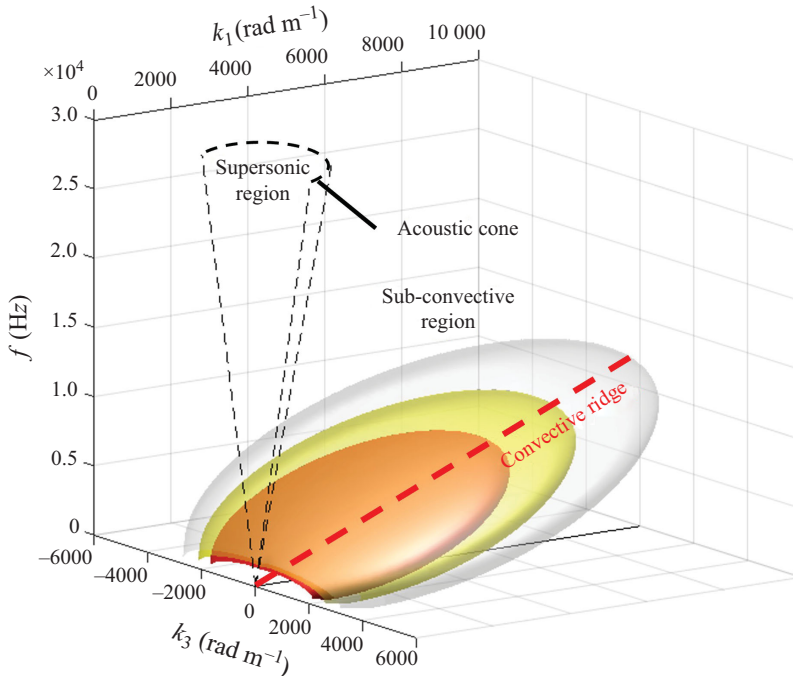 k₁ (rad m⁻¹)
0
2000
4000
6000
8000
10 000
×10⁴
3.0
2.5
2.0
1.5
1.0
0.5
0
f (Hz)
Supersonic
region
Acoustic cone
Sub-convective
region
Convective ridge
–6000
–4000
–2000
0
2000
4000
6000
k₃ (rad m⁻¹)